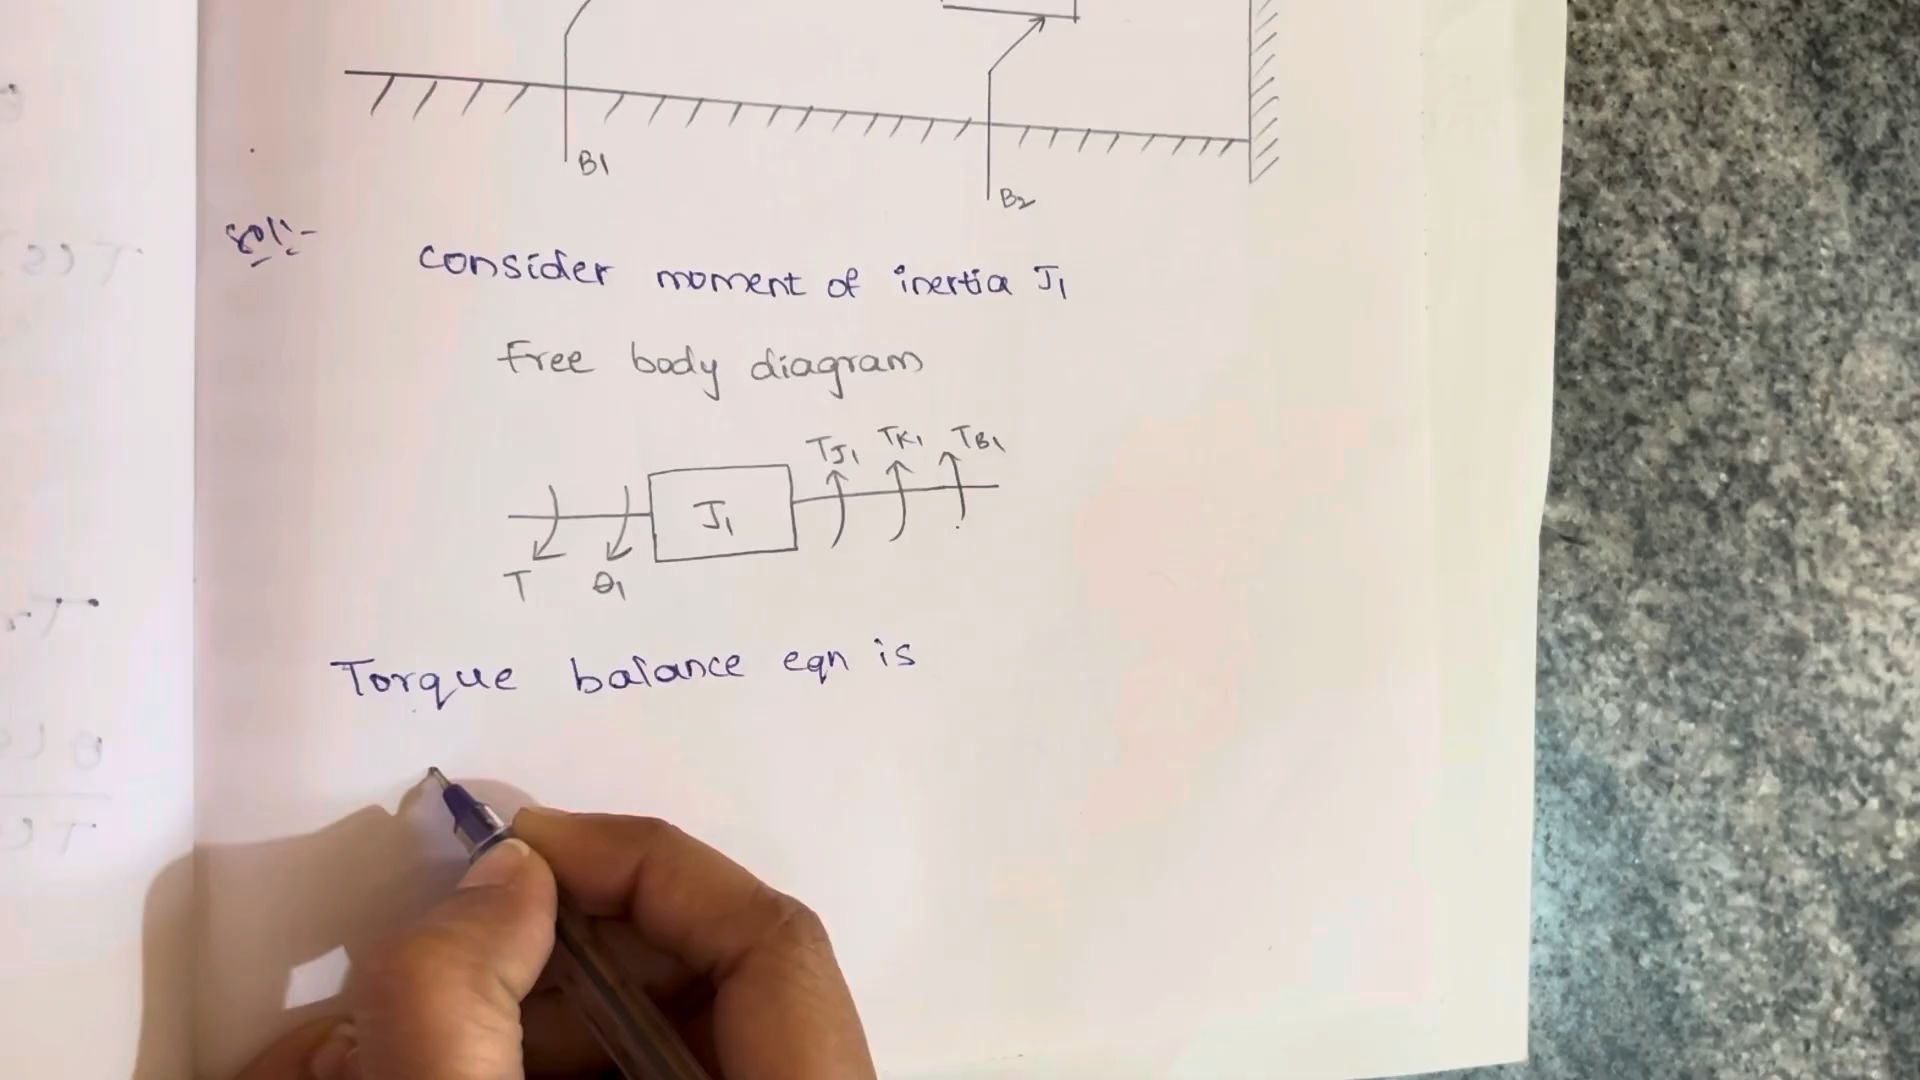 B1
B2
Sol:-
consider moment of inertia J1
Free body diagram
TJ1 TK1 TB1
J1
T θ1
Torque balance eqn is